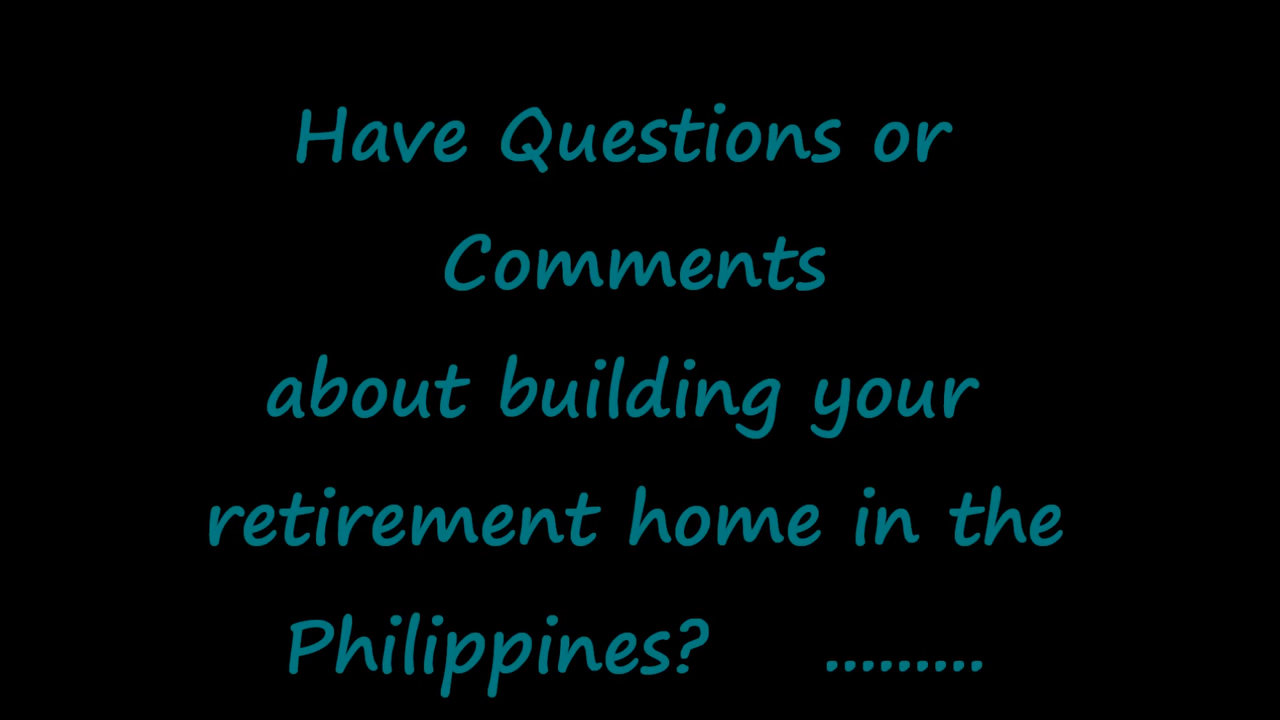 Have Questions or
Comments
about building your
retirement home in the
Philippines? .........